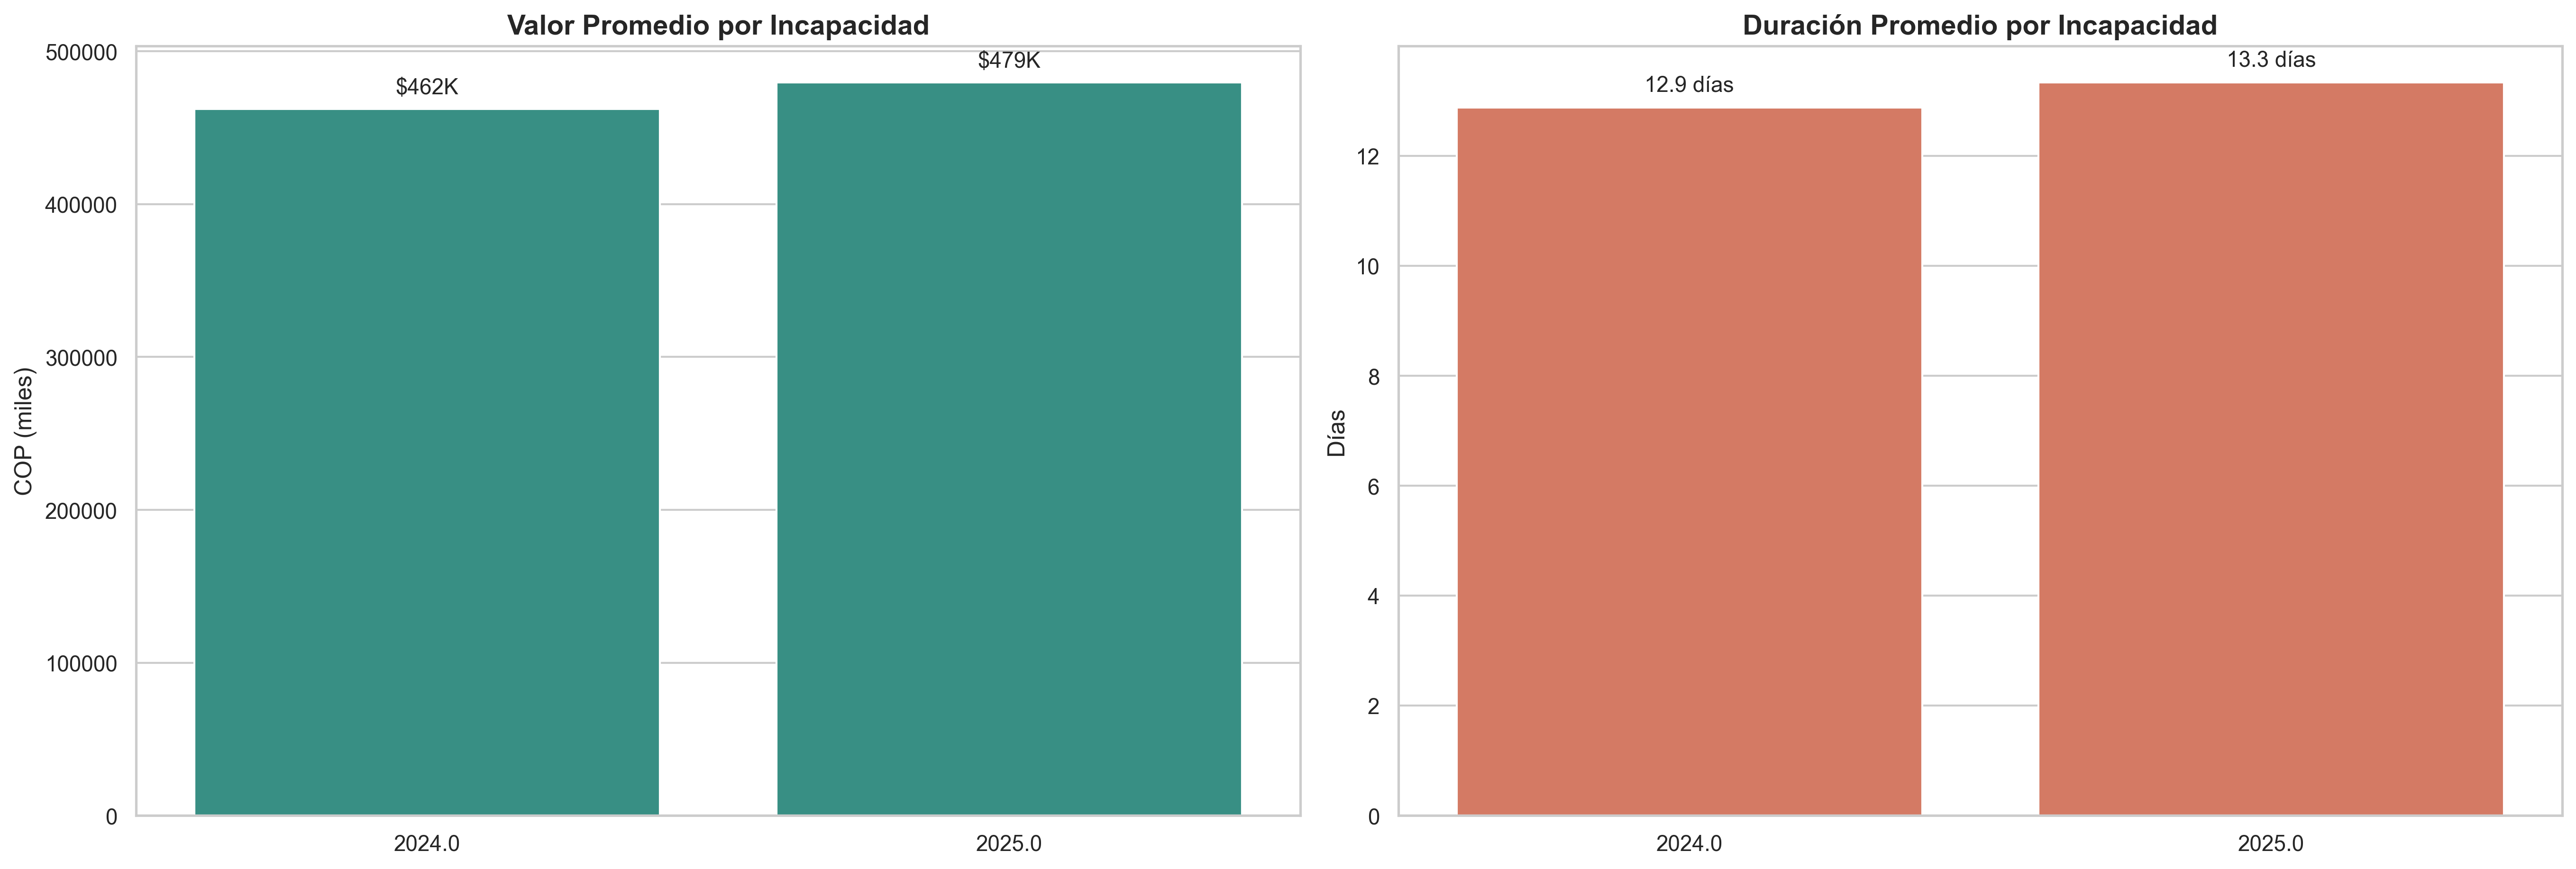 Valor Promedio por Incapacidad
500000
400000
300000
200000
100000
0
COP (miles)
$462K
$479K
2024.0
2025.0
Duración Promedio por Incapacidad
12
10
8
6
4
2
0
Días
12.9 días
13.3 días
2024.0
2025.0